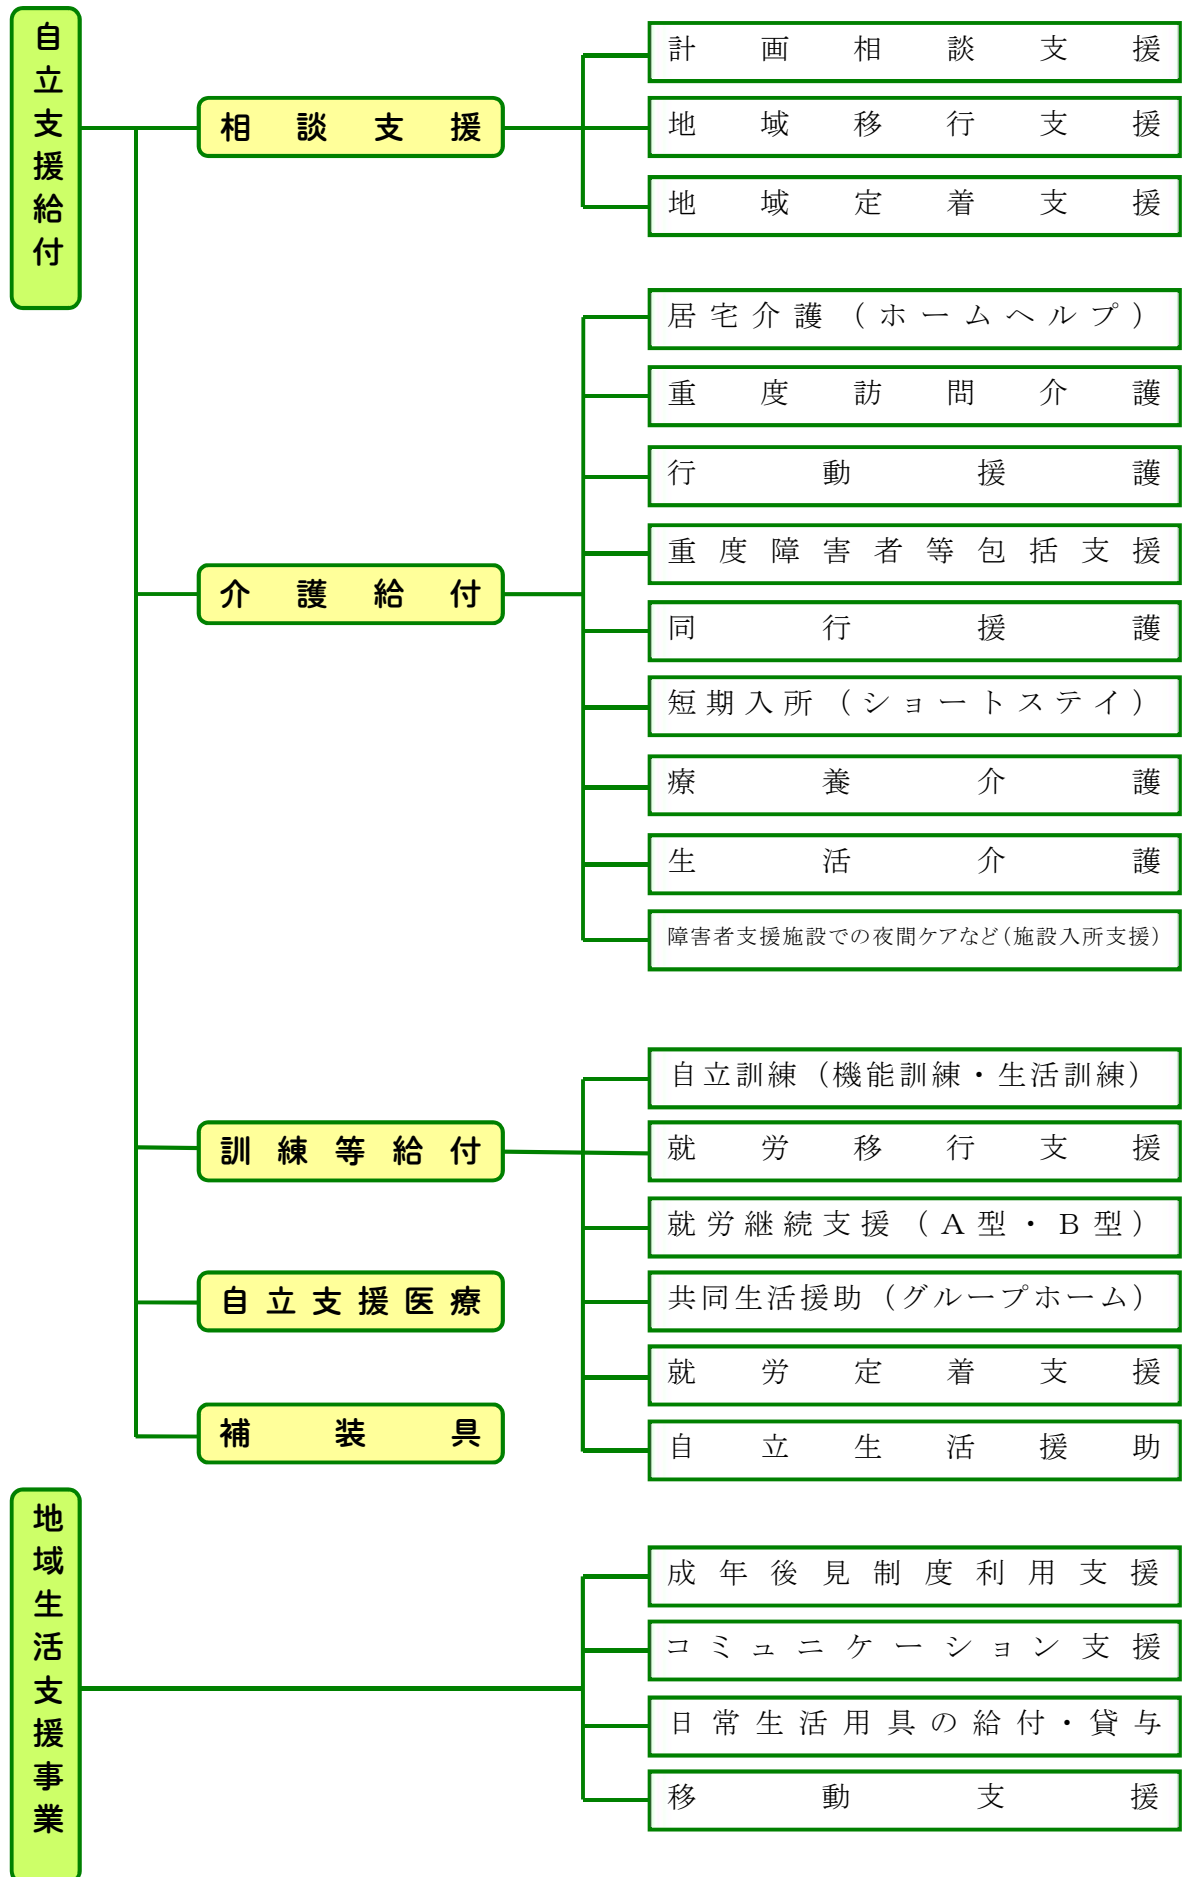 自立支援給付
相談支援
計画相談支援
地域移行支援
地域定着支援
介護給付
居宅介護（ホームヘルプ）
重度訪問介護
行動援護
重度障害者等包括支援
同行援護
短期入所（ショートステイ）
療養介護
生活介護
障害者支援施設での夜間ケアなど（施設入所支援）
訓練等給付
自立訓練（機能訓練・生活訓練）
就労移行支援
就労継続支援（A型・B型）
共同生活援助（グループホーム）
就労定着支援
自立生活援助
自立支援医療
補装具
地域生活支援事業
成年後見制度利用支援
コミュニケーション支援
日常生活用具の給付・貸与
移動支援